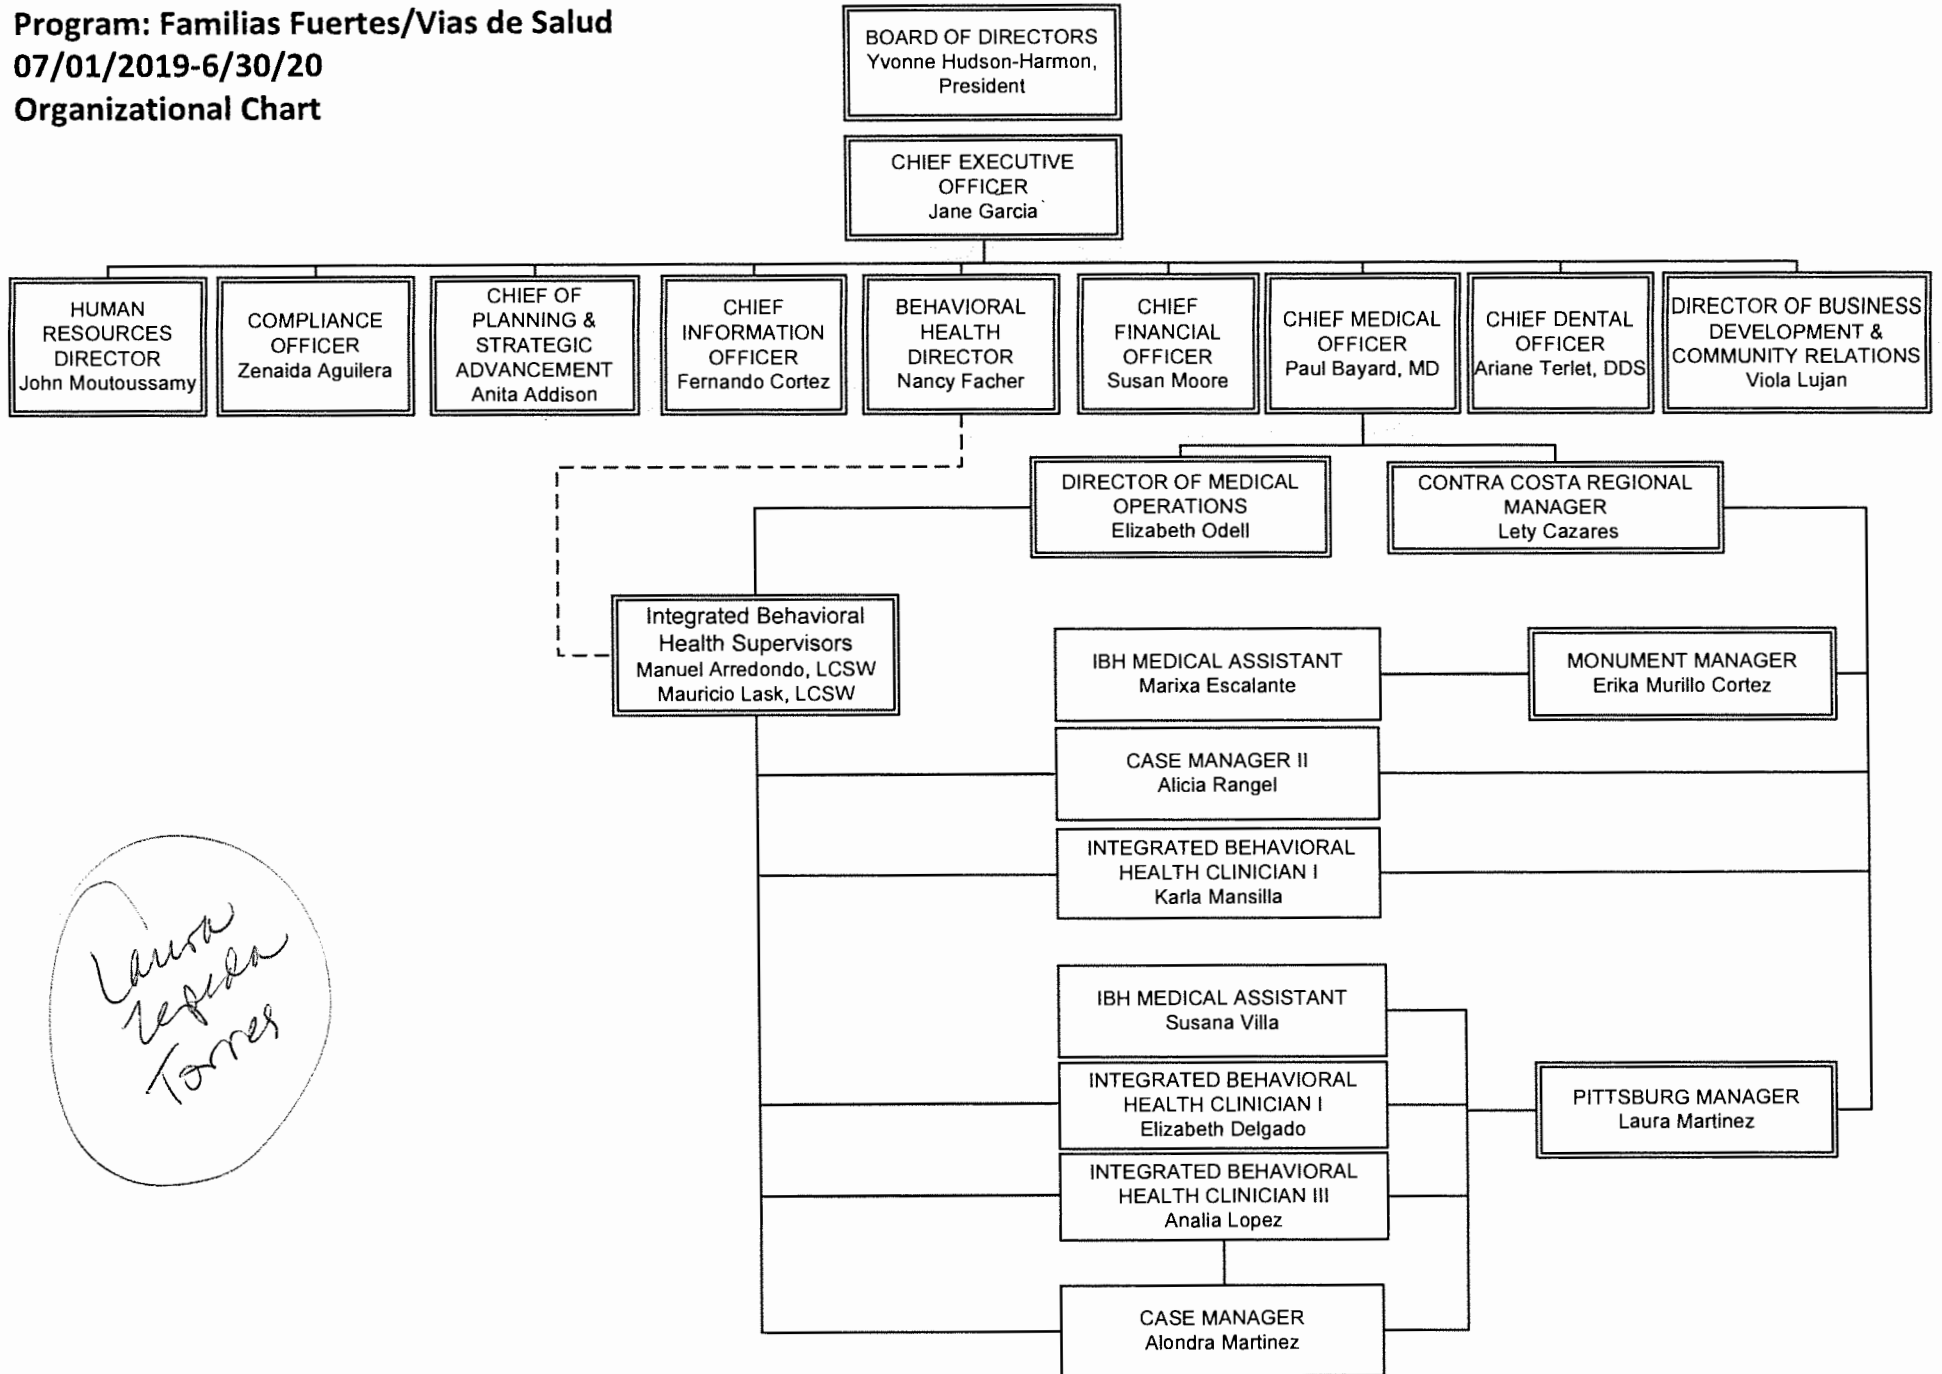 Program: Familias Fuertes/Vias de Salud
07/01/2019-6/30/20
Organizational Chart
BOARD OF DIRECTORS
Yvonne Hudson-Harmon,
President
CHIEF EXECUTIVE
OFFICER
Jane Garcia
HUMAN
RESOURCES
DIRECTOR
John Moutoussamy
COMPLIANCE
OFFICER
Zenaida Aguilera
CHIEF OF
PLANNING &
STRATEGIC
ADVANCEMENT
Anita Addison
CHIEF
INFORMATION
OFFICER
Fernando Cortez
BEHAVIORAL
HEALTH
DIRECTOR
Nancy Facher
CHIEF
FINANCIAL
OFFICER
Susan Moore
CHIEF MEDICAL
OFFICER
Paul Bayard, MD
CHIEF DENTAL
OFFICER
Ariane Terlet, DDS
DIRECTOR OF BUSINESS
DEVELOPMENT &
COMMUNITY RELATIONS
Viola Lujan
DIRECTOR OF MEDICAL
OPERATIONS
Elizabeth Odell
CONTRA COSTA REGIONAL
MANAGER
Lety Cazares
Integrated Behavioral
Health Supervisors
Manuel Arredondo, LCSW
Mauricio Lask, LCSW
IBH MEDICAL ASSISTANT
Marixa Escalante
MONUMENT MANAGER
Erika Murillo Cortez
CASE MANAGER II
Alicia Rangel
INTEGRATED BEHAVIORAL
HEALTH CLINICIAN I
Karla Mansilla
IBH MEDICAL ASSISTANT
Susana Villa
INTEGRATED BEHAVIORAL
HEALTH CLINICIAN I
Elizabeth Delgado
PITTSBURG MANAGER
Laura Martinez
INTEGRATED BEHAVIORAL
HEALTH CLINICIAN III
Analia Lopez
CASE MANAGER
Alondra Martinez
Laura
Zepeda
Torres